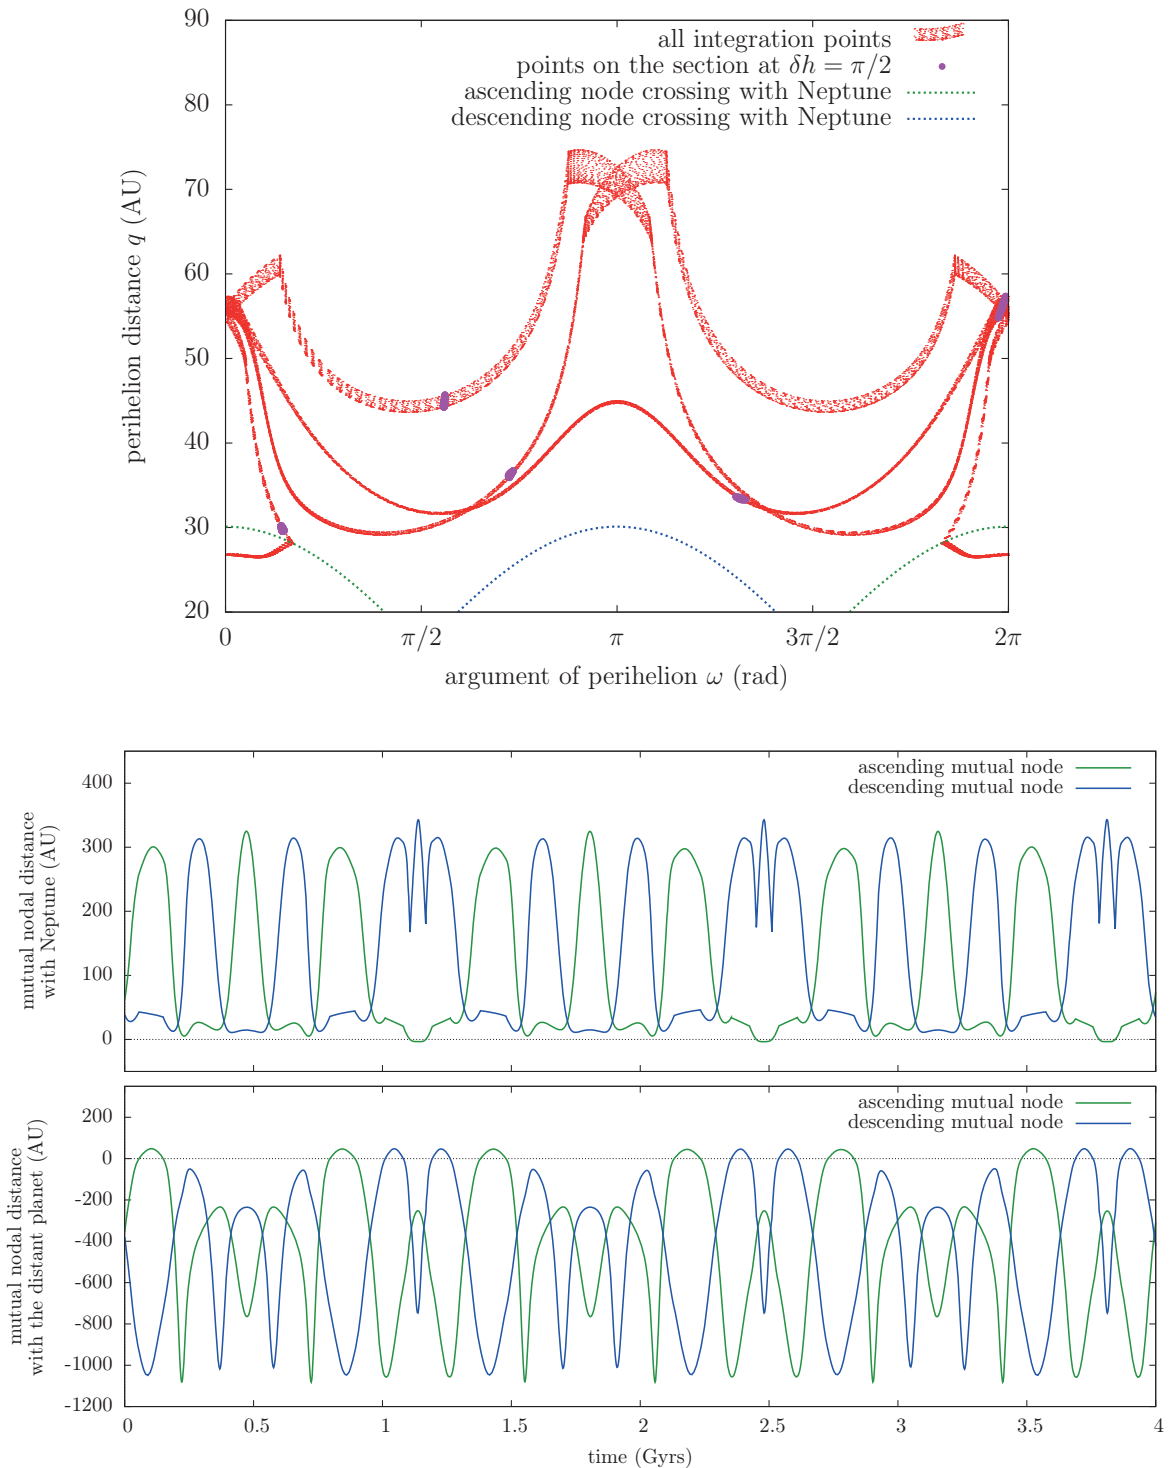 90
80
70
60
50
40
30
20
perihelion distance q (AU)
all integration points
points on the section at δh = π/2
ascending node crossing with Neptune
descending node crossing with Neptune
0 π/2 π 3π/2 2π
argument of perihelion ω (rad)
400
300
200
100
0
mutual nodal distance
with Neptune (AU)
ascending mutual node
descending mutual node
200
0
-200
-400
-600
-800
-1000
-1200
mutual nodal distance
with the distant planet (AU)
ascending mutual node
descending mutual node
0 0.5 1 1.5 2 2.5 3 3.5 4
time (Gyrs)